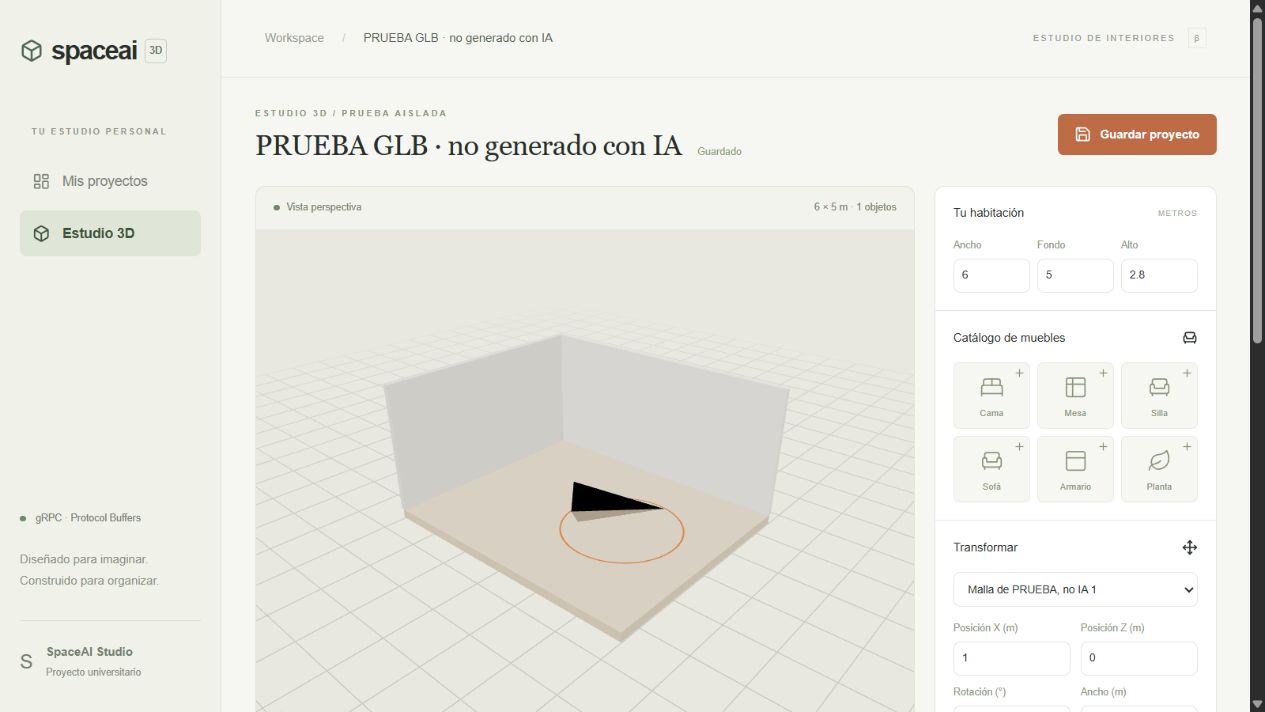 spaceai 3D
TU ESTUDIO PERSONAL
Mis proyectos
Estudio 3D
gRPC · Protocol Buffers
Diseñado para imaginar.
Construido para organizar.
S
SpaceAI Studio
Proyecto universitario
Workspace / PRUEBA GLB · no generado con IA
ESTUDIO DE INTERIORES β
ESTUDIO 3D / PRUEBA AISLADA
PRUEBA GLB · no generado con IA Guardado
Guardar proyecto
Vista perspectiva 6 × 5 m · 1 objetos
Tu habitación METROS
Ancho Fondo Alto
6 5 2.8
Catálogo de muebles
Cama Mesa Silla
Sofá Armario Planta
Transformar
Malla de PRUEBA, no IA 1
Posición X (m) Posición Z (m)
1 0
Rotación (°) Ancho (m)